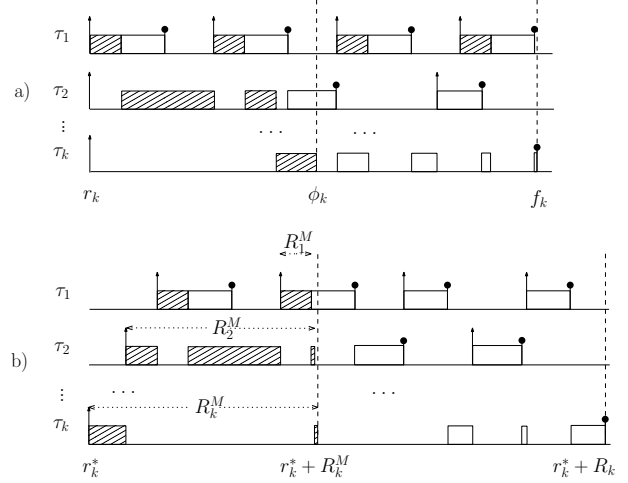 τ₁
a)
τ₂
⋮
. . .
. . .
τₖ
rₖ
ϕₖ
fₖ
R₁ᴹ
τ₁
R₂ᴹ
b)
τ₂
⋮
. . .
. . .
Rₖᴹ
τₖ
rₖ*
rₖ* + Rₖᴹ
rₖ* + Rₖ